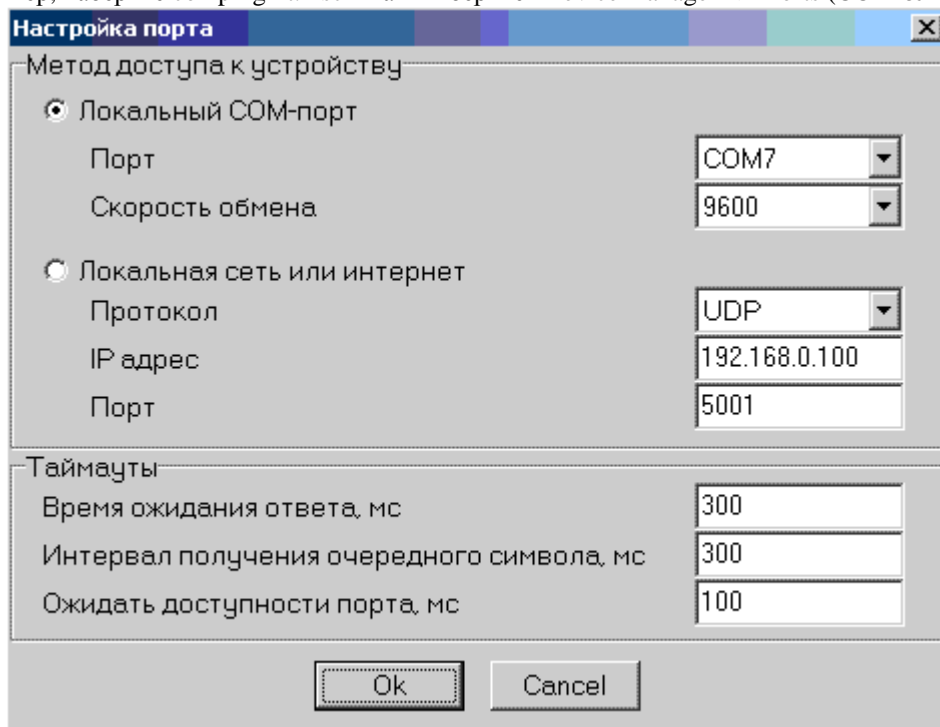 Настройка порта
Метод доступа к устройству
Локальный COM-порт
Порт COM7
Скорость обмена 9600
Локальная сеть или интернет
Протокол UDP
IP адрес 192.168.0.100
Порт 5001
Таймауты
Время ожидания ответа, мс 300
Интервал получения очередного символа, мс 300
Ожидать доступности порта, мс 100
Ok Cancel